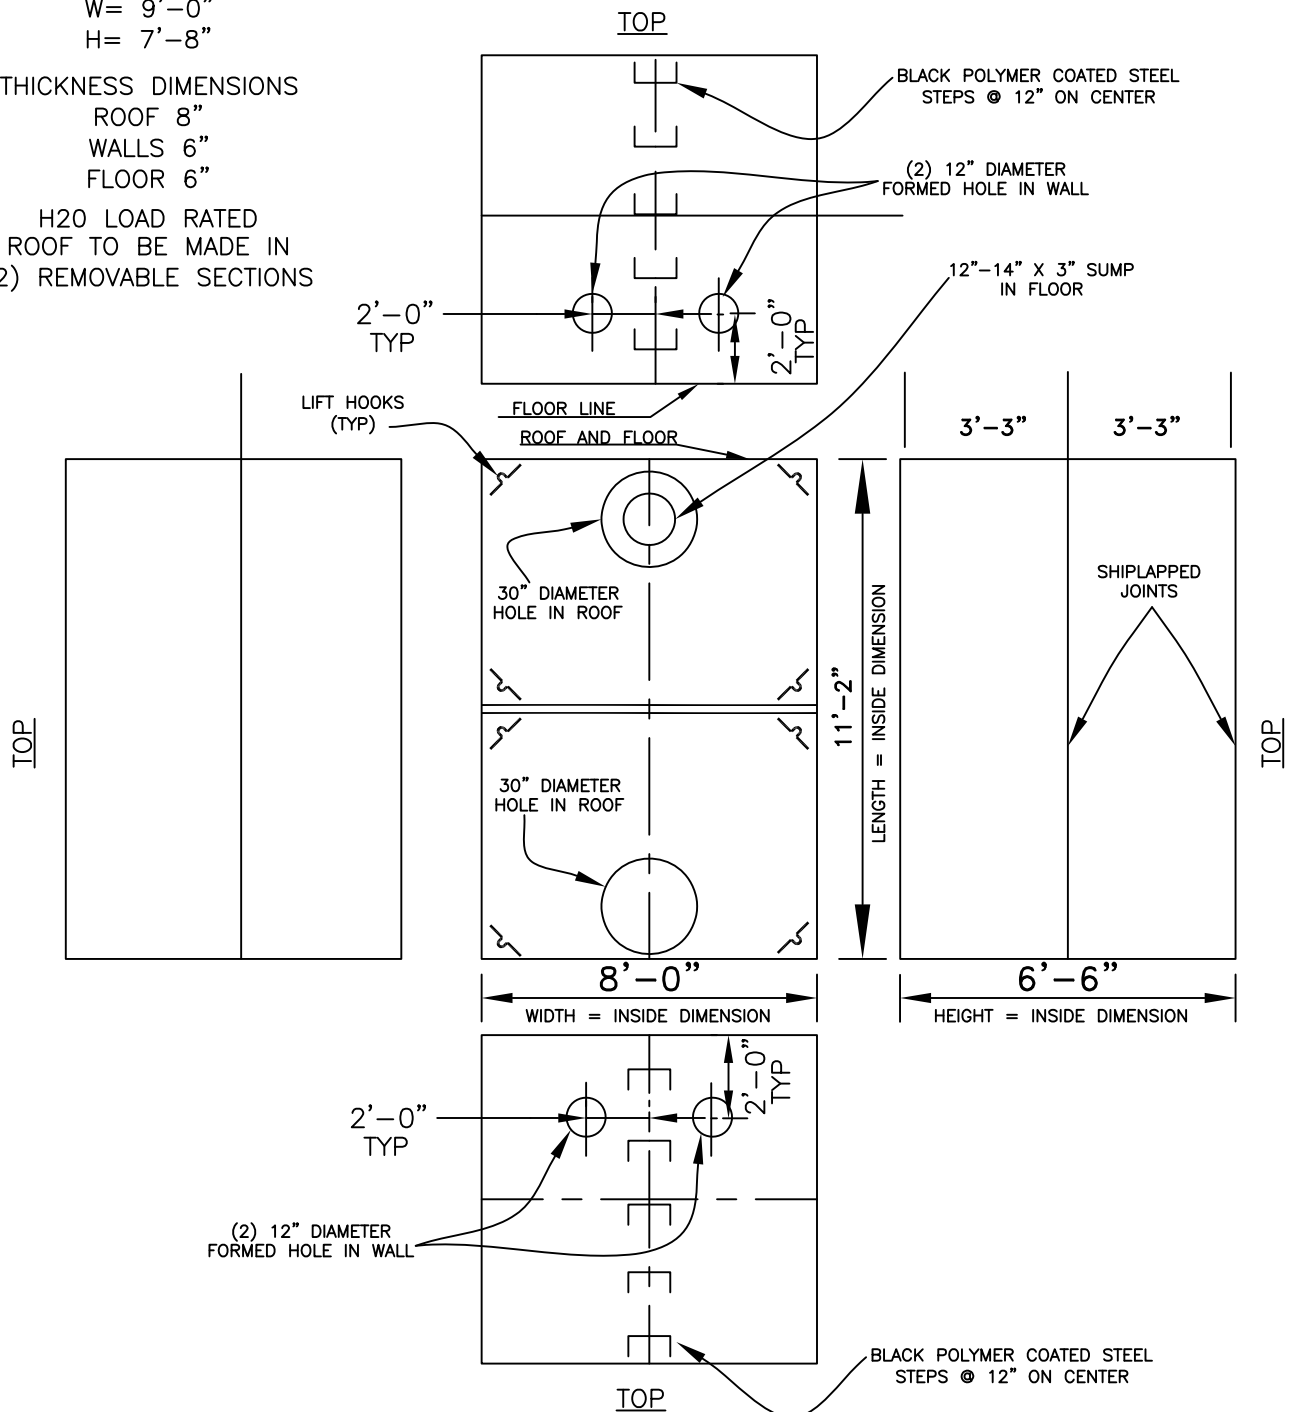 W= 9'-0"
H= 7'-8"
THICKNESS DIMENSIONS
ROOF 8"
WALLS 6"
FLOOR 6"
H20 LOAD RATED
ROOF TO BE MADE IN
2) REMOVABLE SECTIONS
TOP
BLACK POLYMER COATED STEEL
STEPS @ 12" ON CENTER
(2) 12" DIAMETER
FORMED HOLE IN WALL
12"-14" X 3" SUMP
IN FLOOR
2'-0"
TYP
2'-0"
TYP
FLOOR LINE
LIFT HOOKS
(TYP)
ROOF AND FLOOR
3'-3"
3'-3"
30" DIAMETER
HOLE IN ROOF
SHIPLAPPED
JOINTS
11'-2"
LENGTH = INSIDE DIMENSION
TOP
TOP
30" DIAMETER
HOLE IN ROOF
8'-0"
WIDTH = INSIDE DIMENSION
6'-6"
HEIGHT = INSIDE DIMENSION
2'-0"
TYP
2'-0"
TYP
(2) 12" DIAMETER
FORMED HOLE IN WALL
BLACK POLYMER COATED STEEL
STEPS @ 12" ON CENTER
TOP